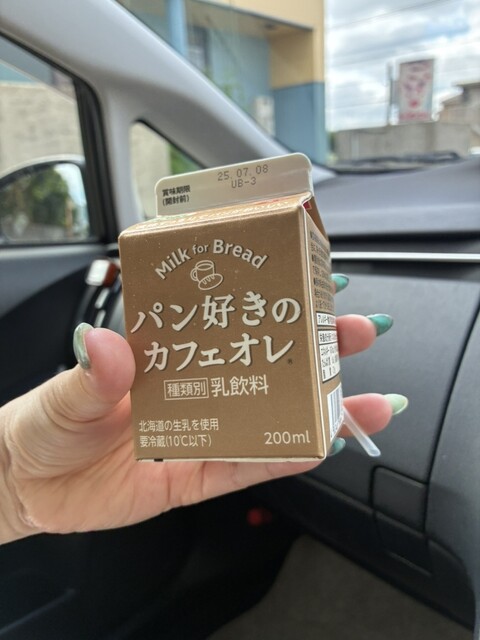 25.07.08
賞味期限
(開封前)
UB-3
Milk for Bread
パン好きの
カフェオレ
種類別 乳飲料
北海道の生乳を使用
要冷蔵(10℃以下)
200ml